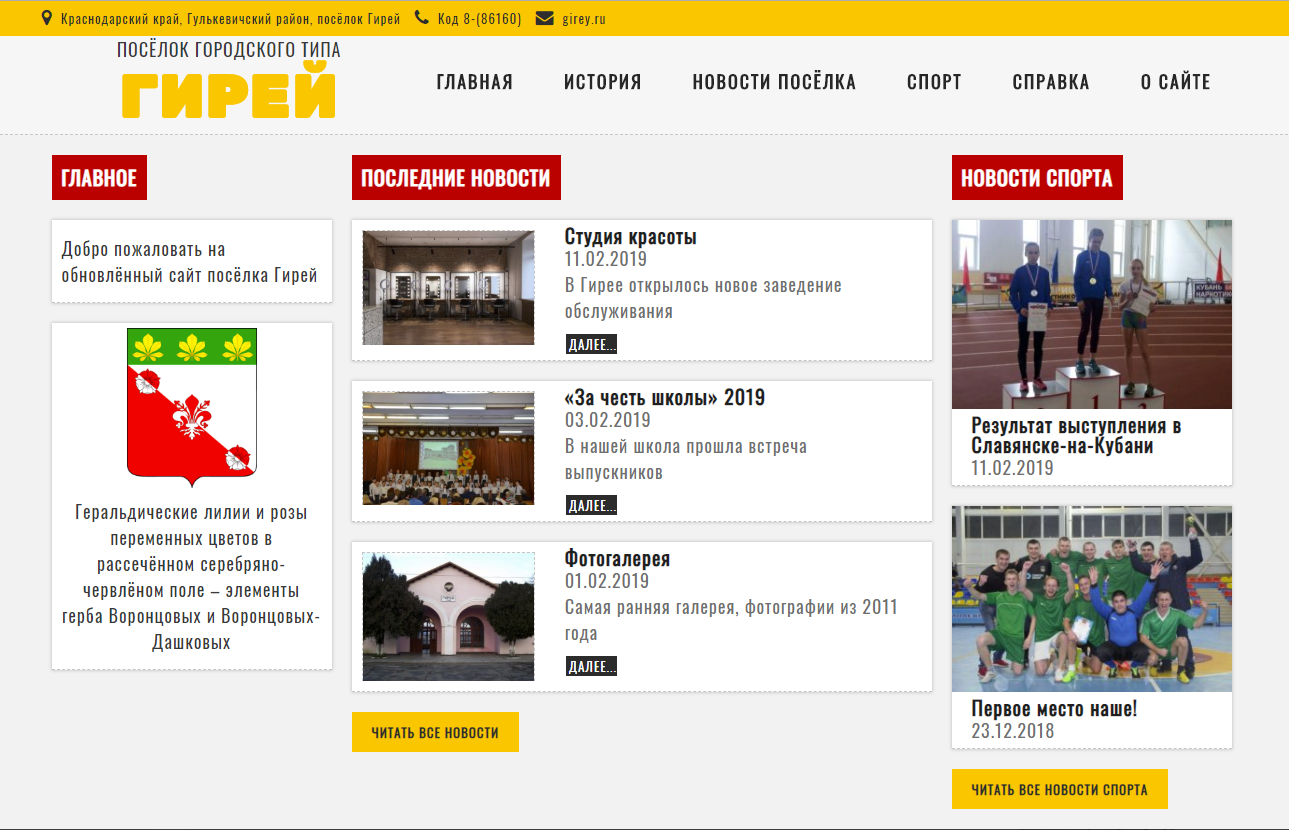 Краснодарский край, Гулькевичский район, посёлок Гирей Код 8-(86160) girey.ru
ПОСЁЛОК ГОРОДСКОГО ТИПА
ГИРЕЙ
ГЛАВНАЯ ИСТОРИЯ НОВОСТИ ПОСЁЛКА СПОРТ СПРАВКА О САЙТЕ
ГЛАВНОЕ
Добро пожаловать на
обновлённый сайт посёлка Гирей
Геральдические лилии и розы
переменных цветов в
рассечённом серебряно-
червлёном поле – элементы
герба Воронцовых и Воронцовых-
Дашковых
ПОСЛЕДНИЕ НОВОСТИ
Студия красоты
11.02.2019
В Гирее открылось новое заведение
обслуживания
ДАЛЕЕ...
«За честь школы» 2019
03.02.2019
В нашей школа прошла встреча
выпускников
ДАЛЕЕ...
Фотогалерея
01.02.2019
Самая ранняя галерея, фотографии из 2011
года
ДАЛЕЕ...
ЧИТАТЬ ВСЕ НОВОСТИ
НОВОСТИ СПОРТА
КУБАНЬ
НАРКОТИК
2 1 3
Результат выступления в
Славянске-на-Кубани
11.02.2019
Первое место наше!
23.12.2018
ЧИТАТЬ ВСЕ НОВОСТИ СПОРТА